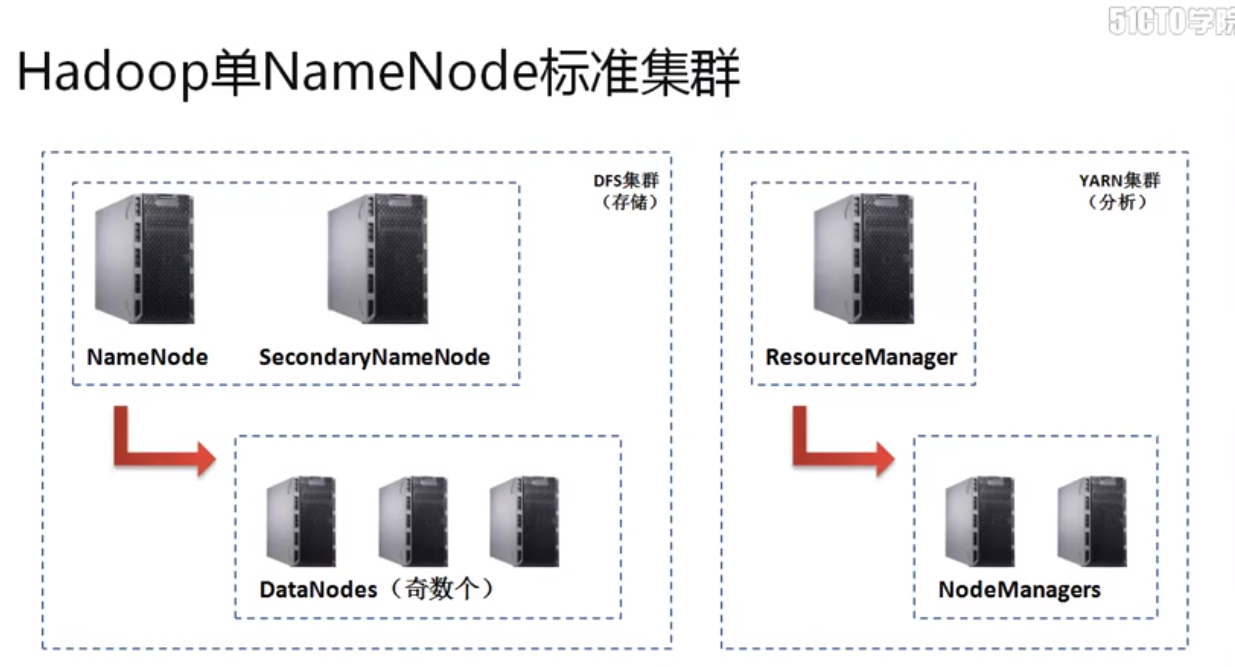 51CTO学院
Hadoop单NameNode标准集群
DFS集群
（存储）
NameNode
SecondaryNameNode
DataNodes（奇数个）
YARN集群
（分析）
ResourceManager
NodeManagers